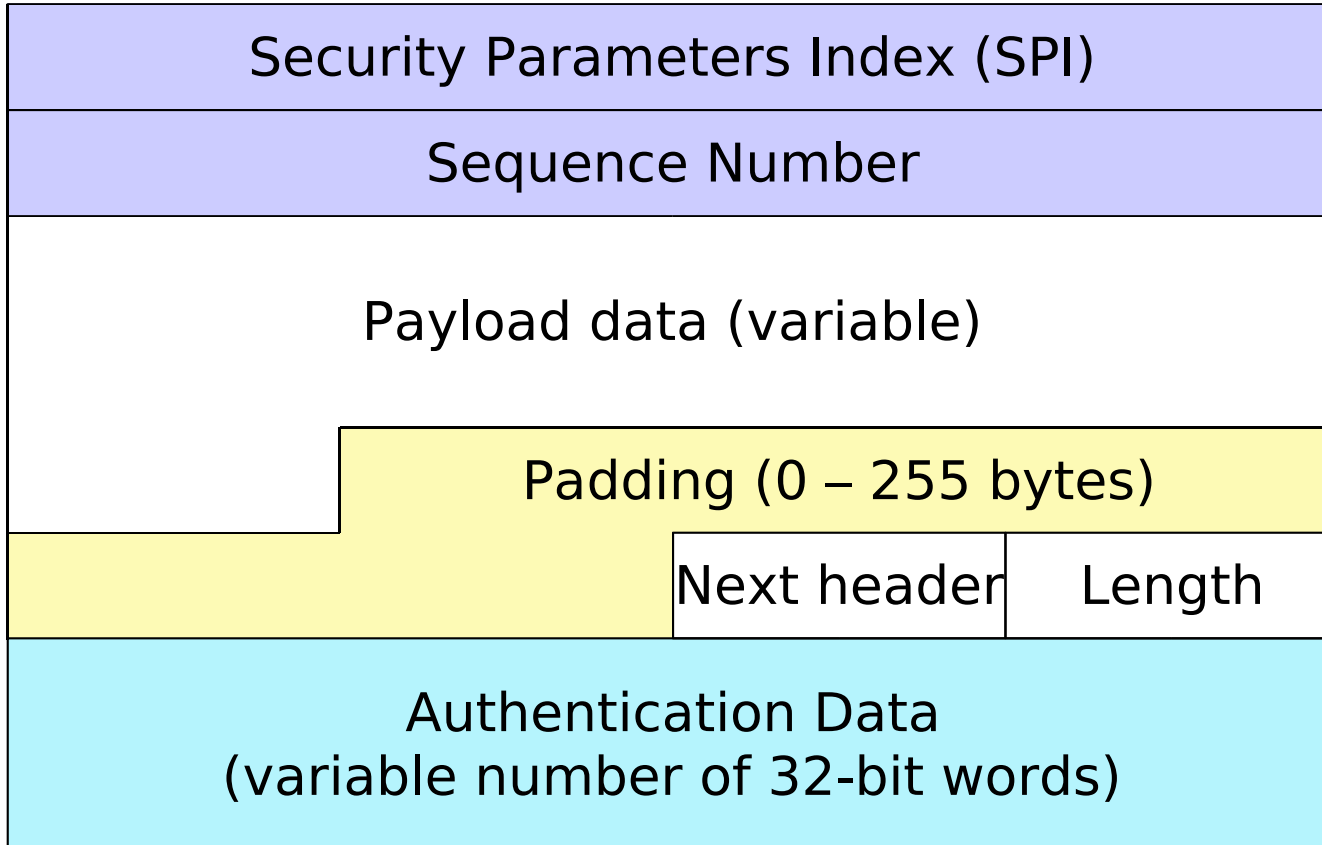 Security Parameters Index (SPI)
Sequence Number
Payload data (variable)
Padding (0 – 255 bytes)
Next header
Length
Authentication Data
(variable number of 32-bit words)